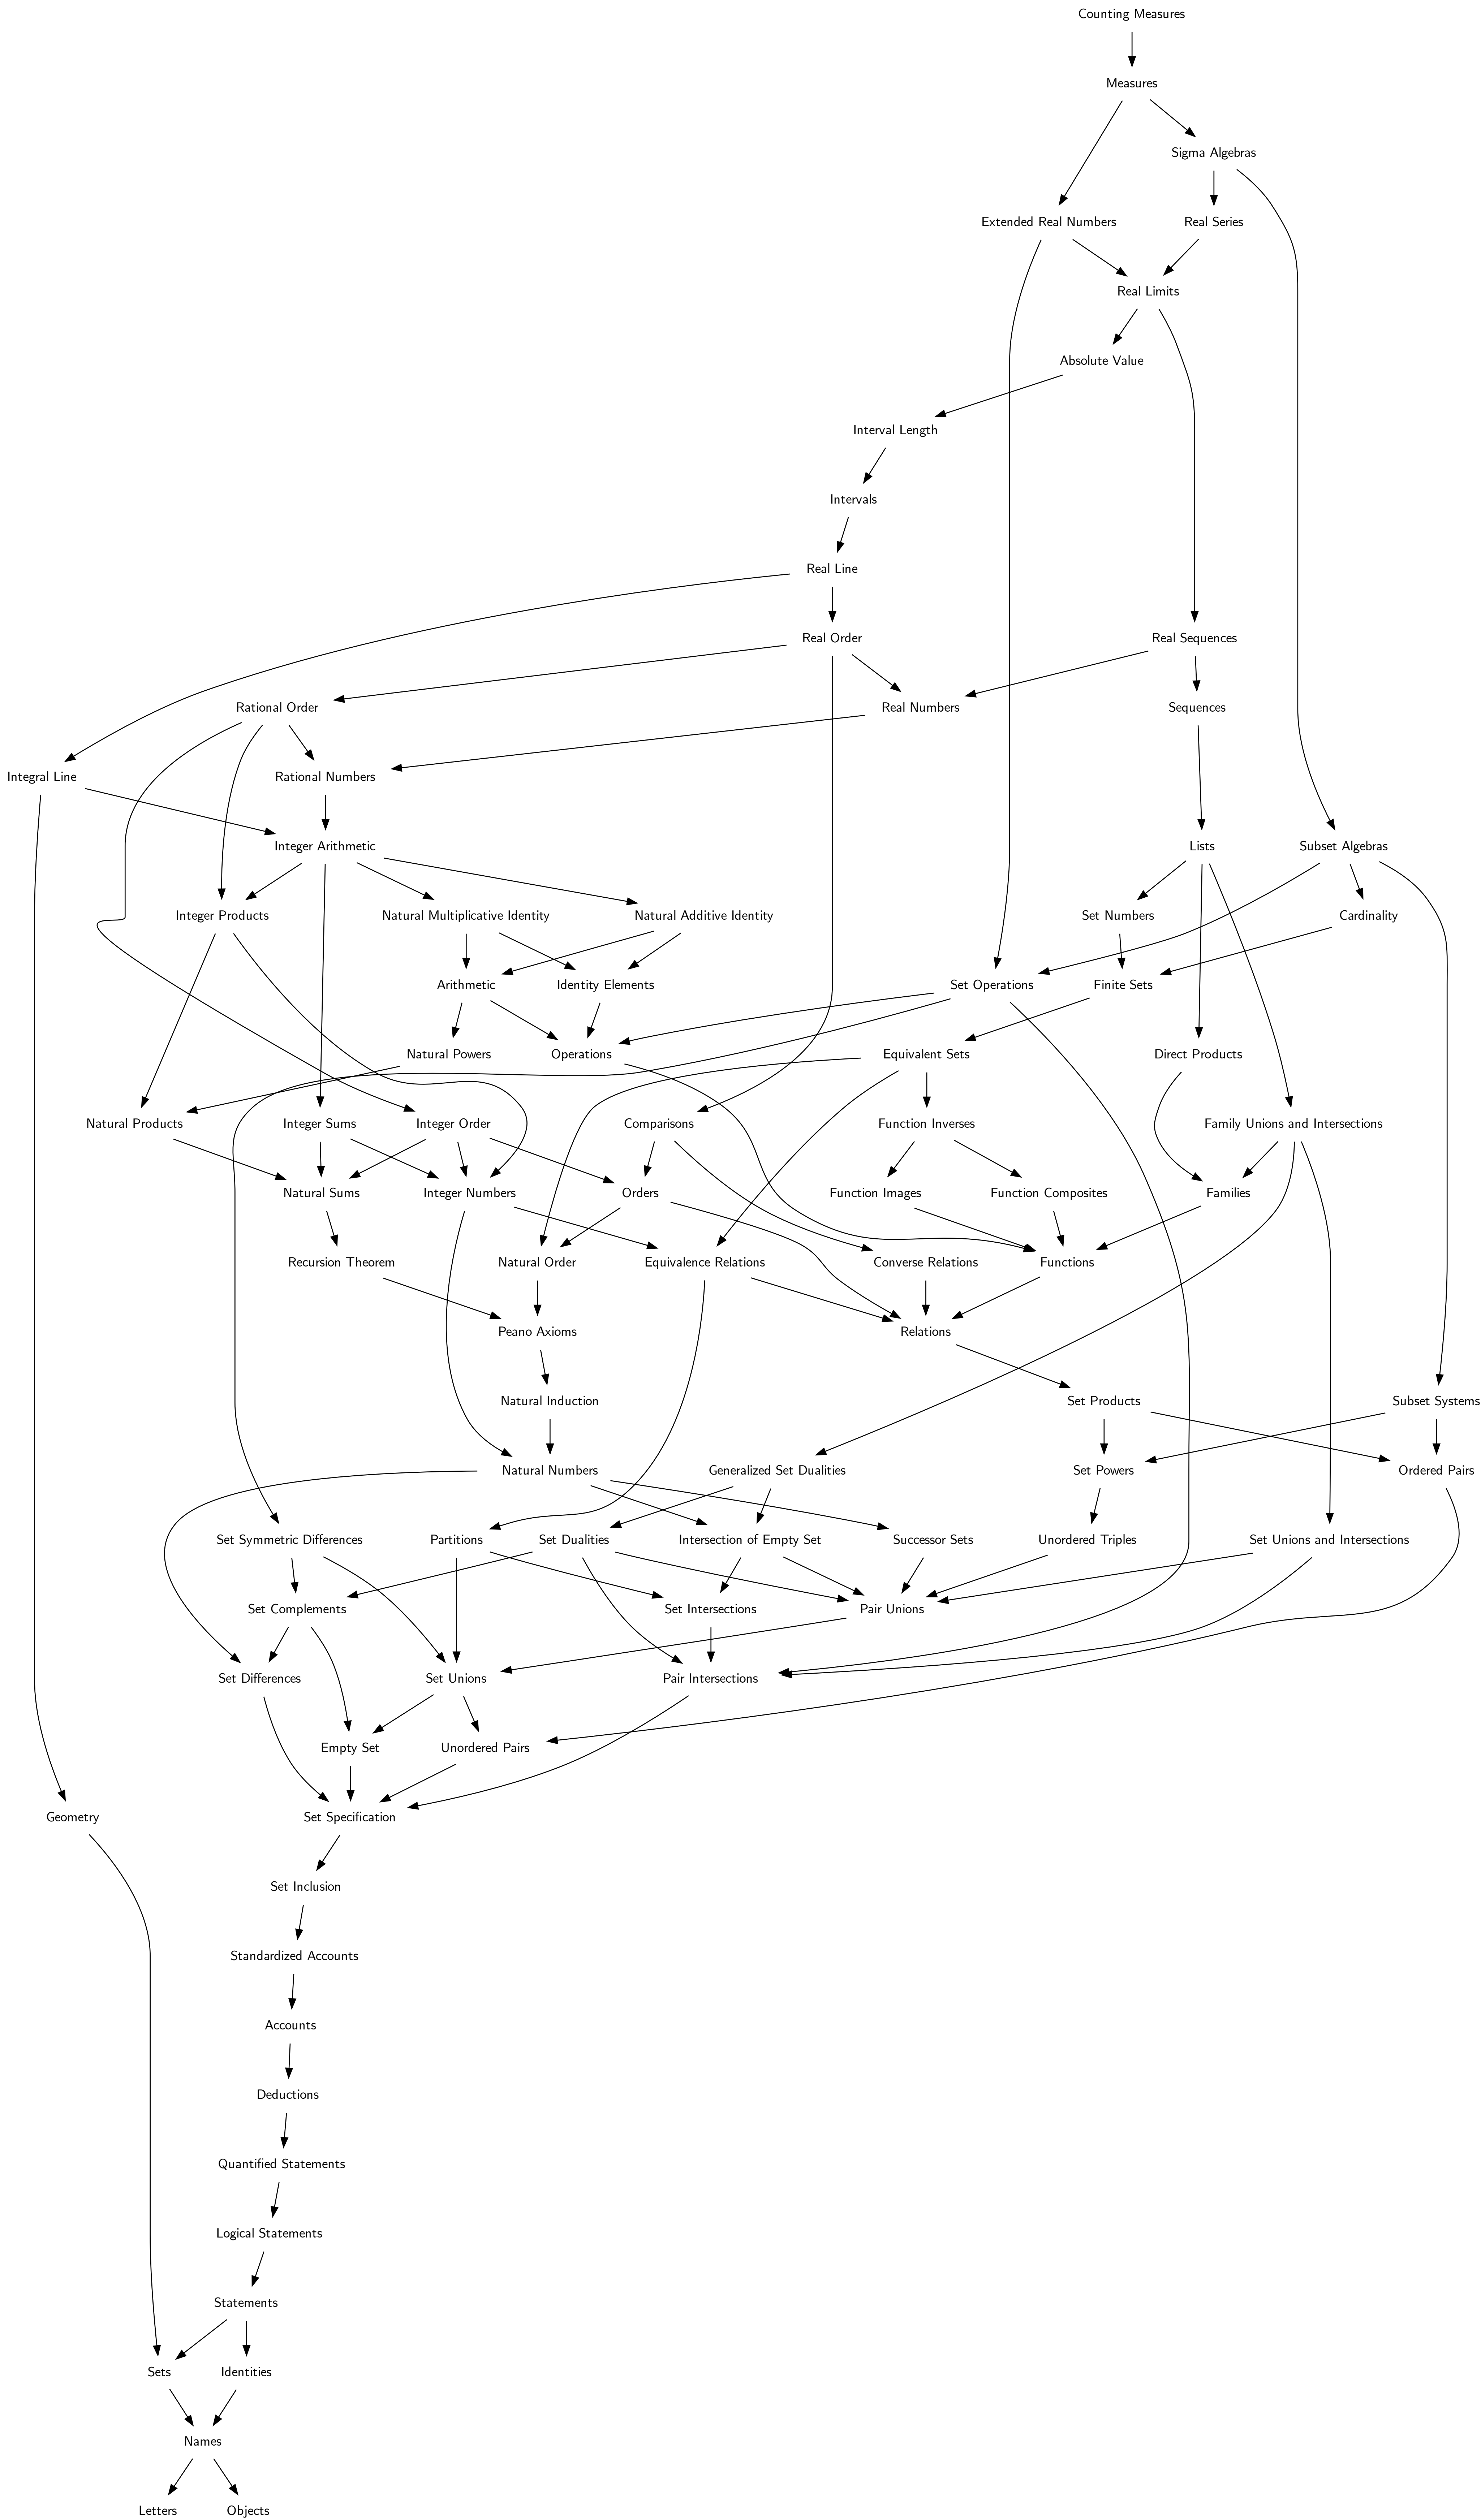 Counting Measures
Measures
Sigma Algebras
Extended Real Numbers
Real Series
Real Limits
Absolute Value
Interval Length
Intervals
Real Line
Real Order
Real Sequences
Rational Order
Real Numbers
Sequences
Integral Line
Rational Numbers
Integer Arithmetic
Lists
Subset Algebras
Integer Products
Natural Multiplicative Identity
Natural Additive Identity
Set Numbers
Cardinality
Arithmetic
Identity Elements
Set Operations
Finite Sets
Natural Powers
Operations
Equivalent Sets
Direct Products
Natural Products
Integer Sums
Integer Order
Comparisons
Function Inverses
Family Unions and Intersections
Natural Sums
Integer Numbers
Orders
Function Images
Function Composites
Families
Recursion Theorem
Natural Order
Equivalence Relations
Converse Relations
Functions
Peano Axioms
Relations
Natural Induction
Set Products
Subset Systems
Natural Numbers
Generalized Set Dualities
Set Powers
Ordered Pairs
Set Symmetric Differences
Partitions
Set Dualities
Intersection of Empty Set
Successor Sets
Unordered Triples
Set Unions and Intersections
Set Complements
Set Intersections
Pair Unions
Set Differences
Set Unions
Pair Intersections
Empty Set
Unordered Pairs
Geometry
Set Specification
Set Inclusion
Standardized Accounts
Accounts
Deductions
Quantified Statements
Logical Statements
Statements
Sets
Identities
Names
Letters
Objects